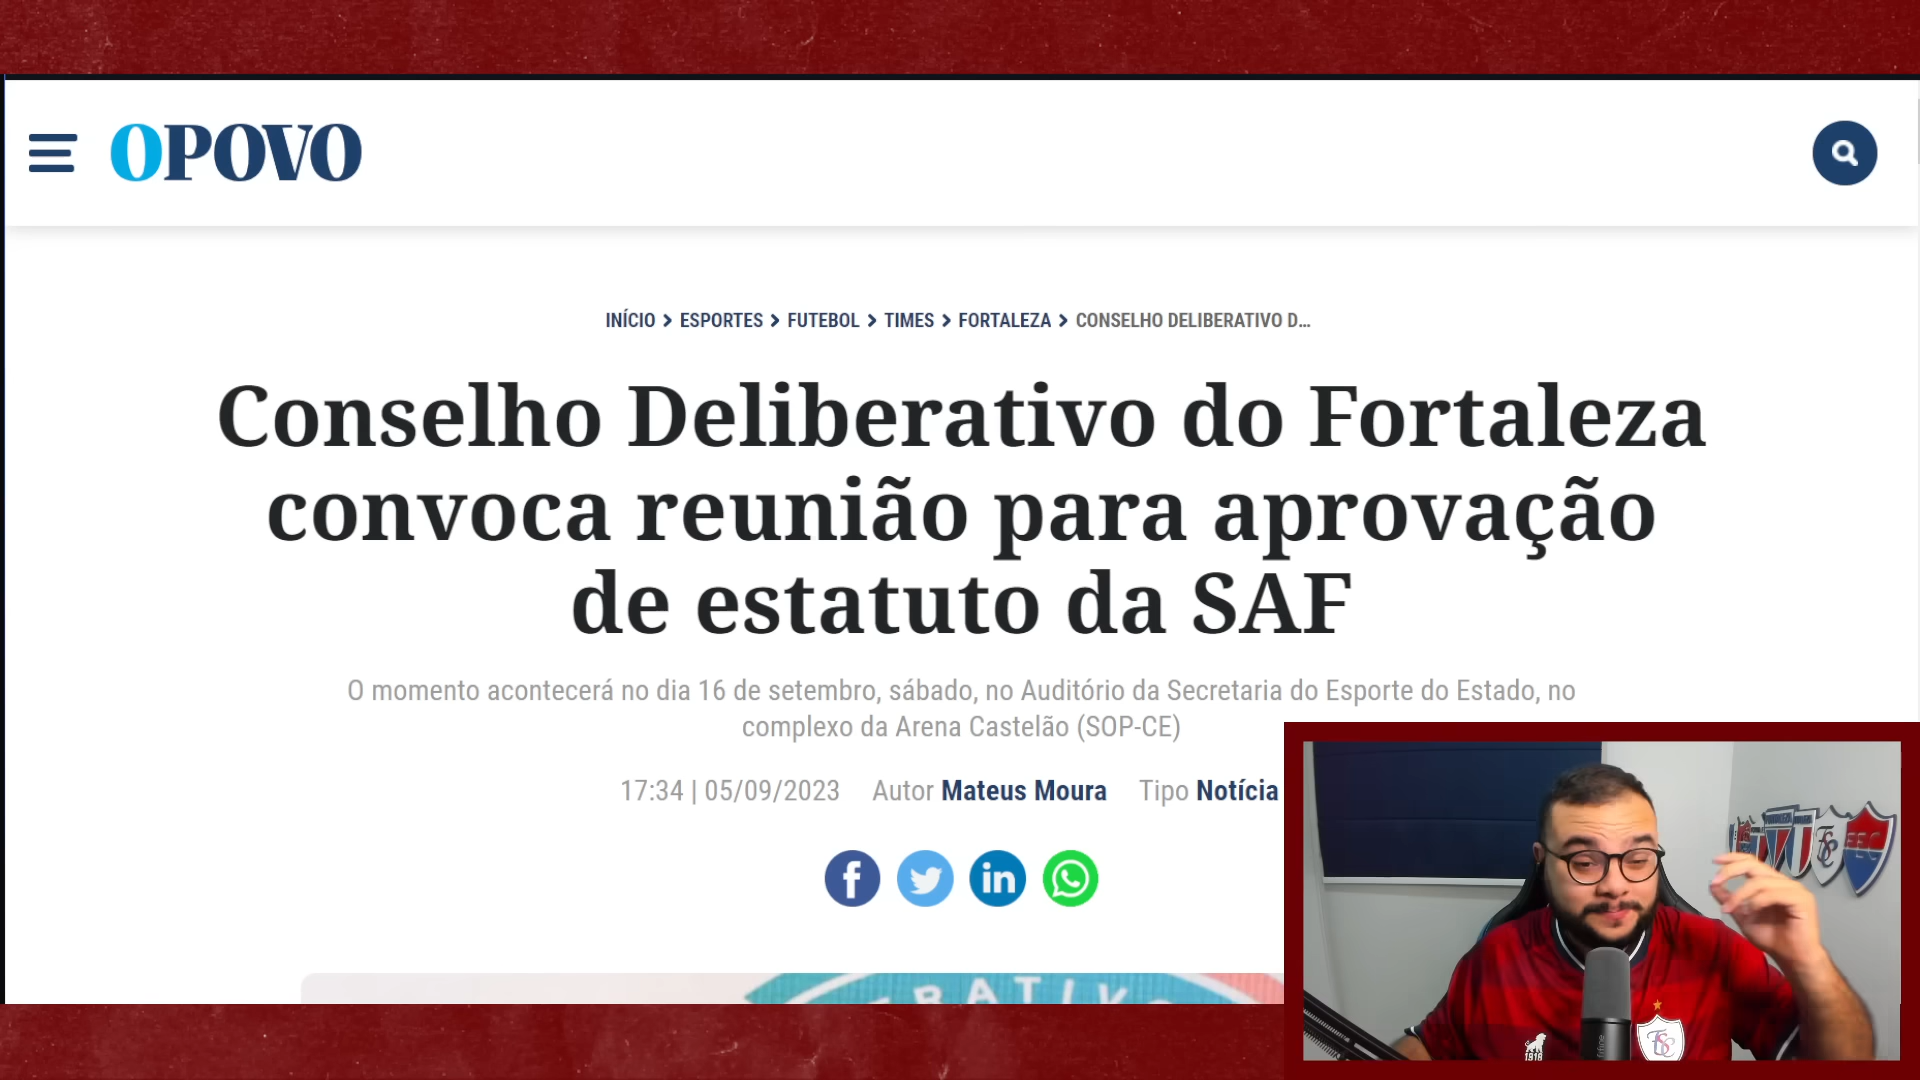 OPOVO
INÍCIO > ESPORTES > FUTEBOL > TIMES > FORTALEZA > CONSELHO DELIBERATIVO D...
Conselho Deliberativo do Fortaleza
convoca reunião para aprovação
de estatuto da SAF
O momento acontecerá no dia 16 de setembro, sábado, no Auditório da Secretaria do Esporte do Estado, no
complexo da Arena Castelão (SOP-CE)
17:34 | 05/09/2023 Autor Mateus Moura Tipo Notícia
1918